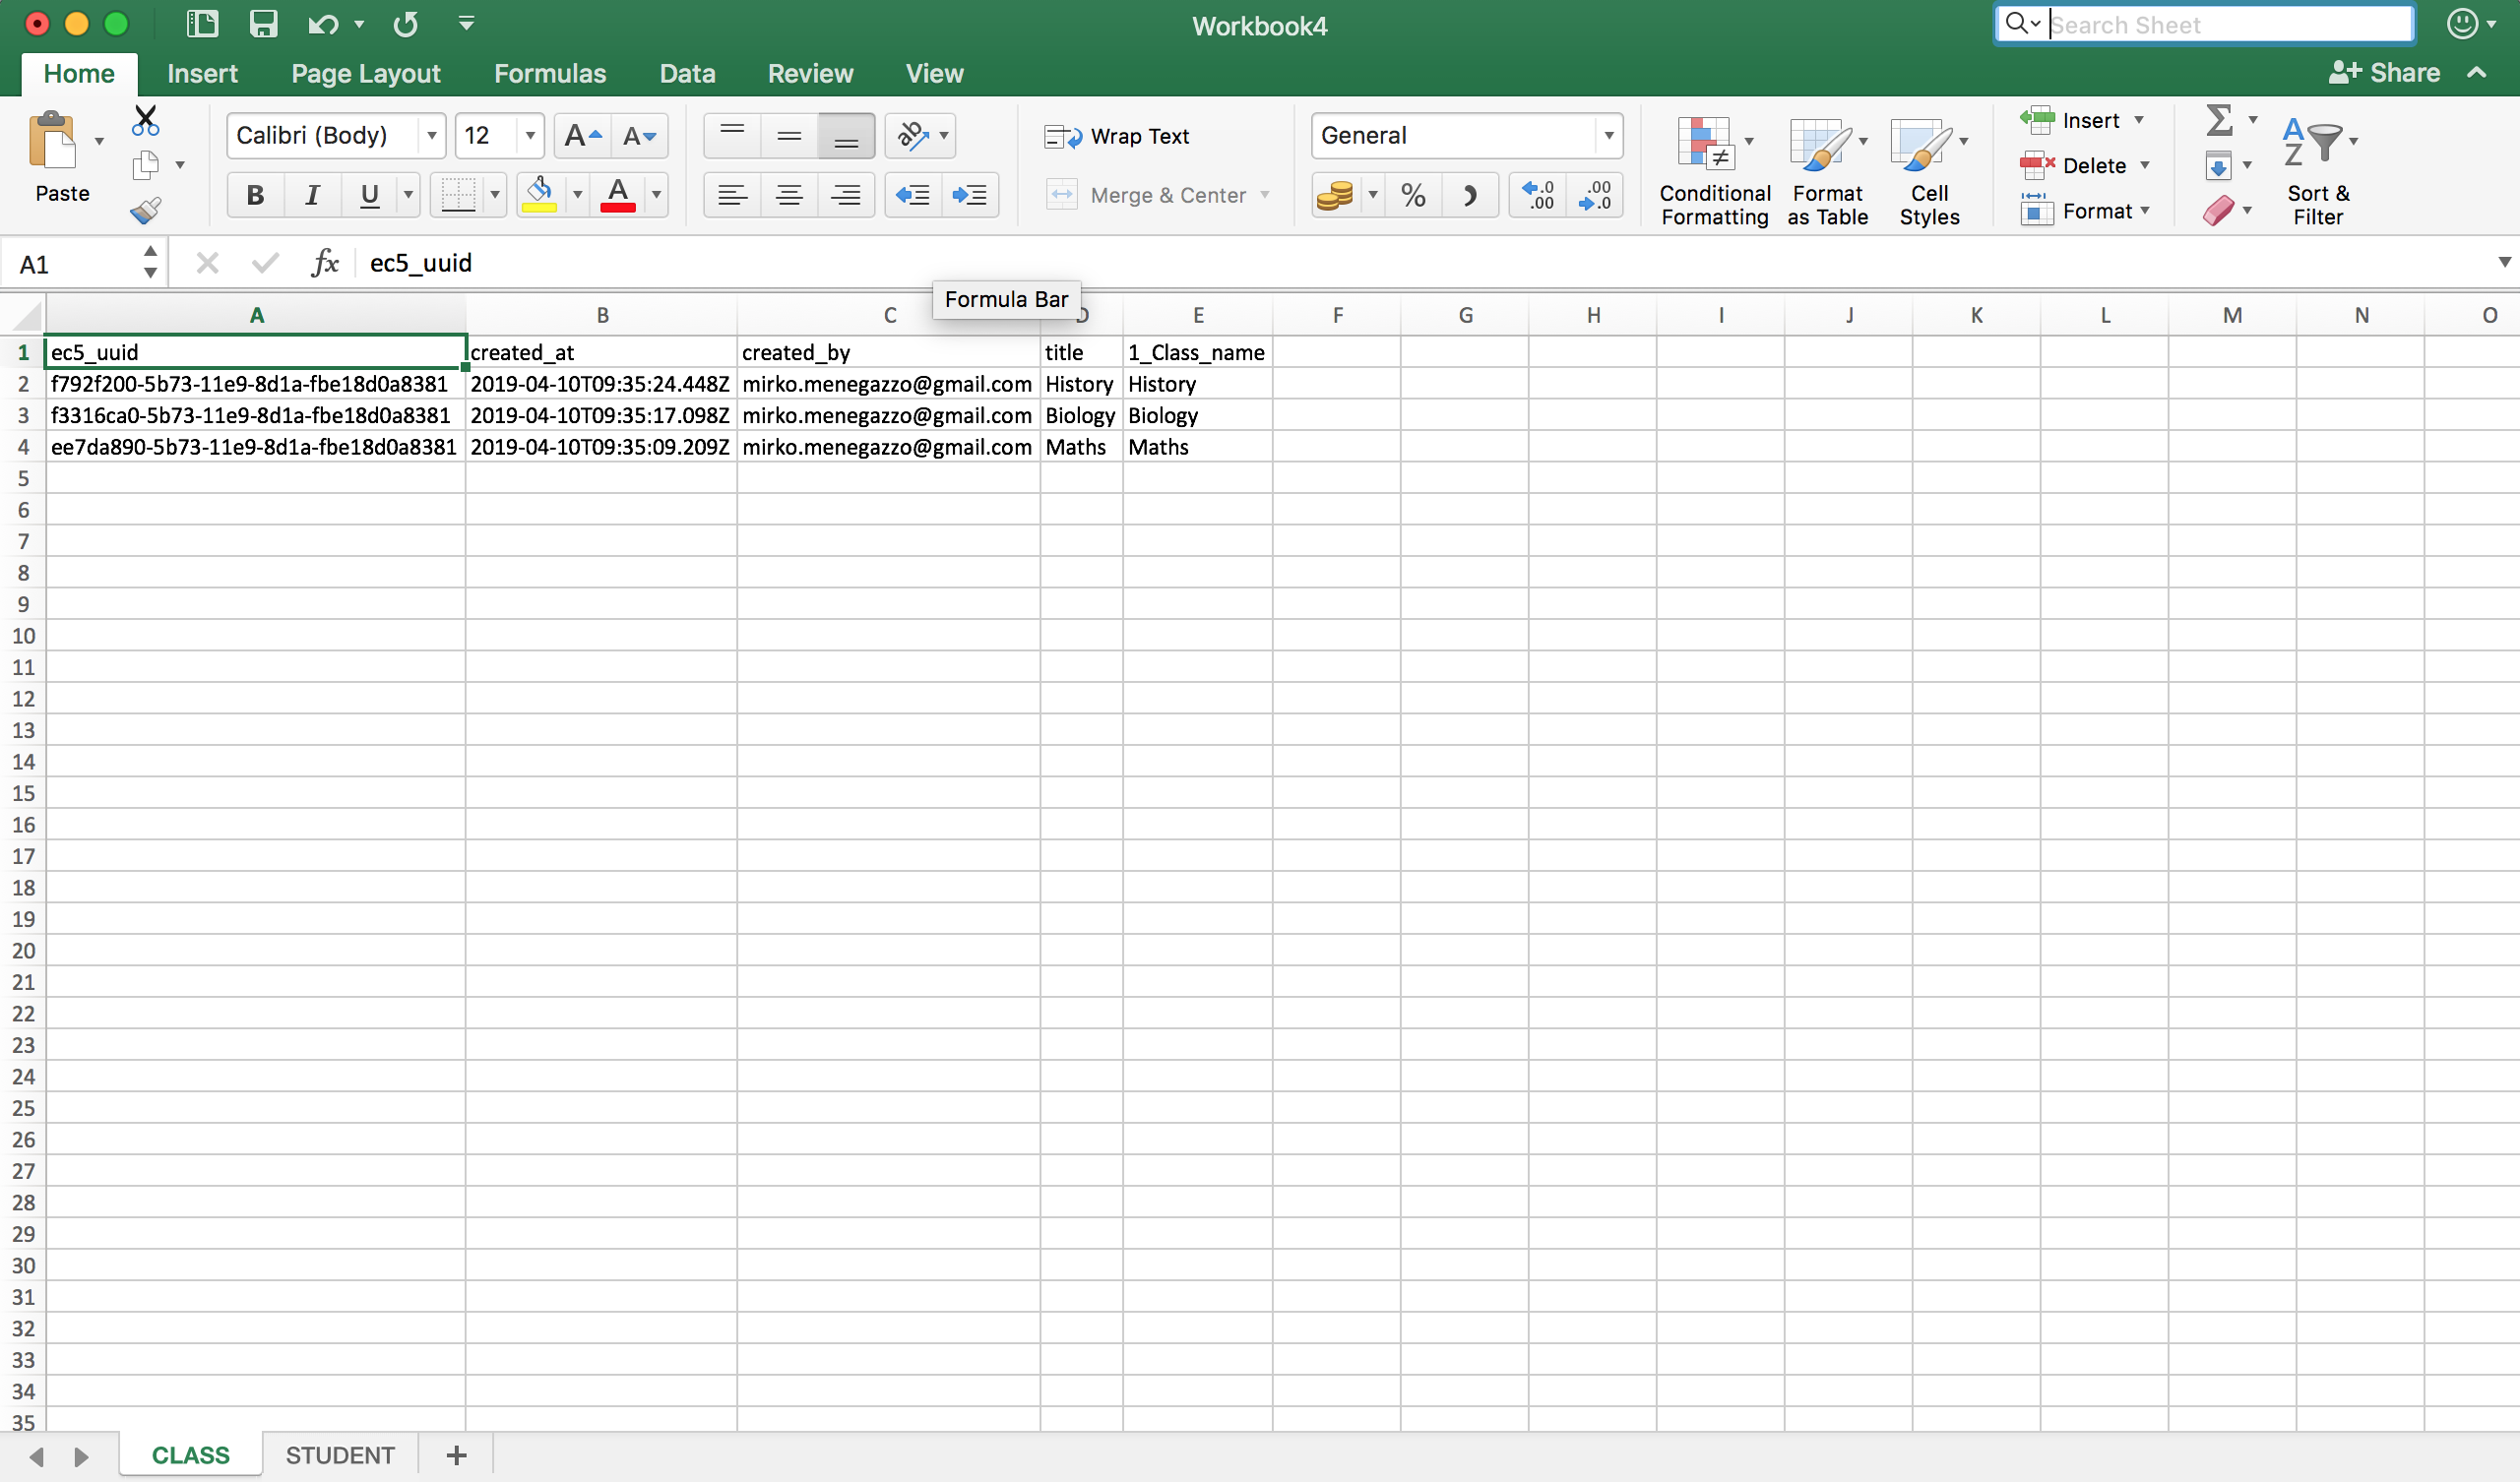 Workbook4
Search Sheet
Home Insert Page Layout Formulas Data Review View Share
Paste
Calibri (Body) 12 A A
B I U A
ab
Wrap Text
Merge & Center
General
% .0 .00 .00 .0
Conditional Formatting
Format as Table
Cell Styles
Insert
Delete
Format
A Z
Sort & Filter
A1 fx ec5_uuid
Formula Bar
A B C D E F G H I J K L M N O
1 ec5_uuid created_at created_by title 1_Class_name
2 f792f200-5b73-11e9-8d1a-fbe18d0a8381 2019-04-10T09:35:24.448Z mirko.menegazzo@gmail.com History History
3 f3316ca0-5b73-11e9-8d1a-fbe18d0a8381 2019-04-10T09:35:17.098Z mirko.menegazzo@gmail.com Biology Biology
4 ee7da890-5b73-11e9-8d1a-fbe18d0a8381 2019-04-10T09:35:09.209Z mirko.menegazzo@gmail.com Maths Maths
5
6
7
8
9
10
11
12
13
14
15
16
17
18
19
20
21
22
23
24
25
26
27
28
29
30
31
32
33
34
35
CLASS STUDENT +